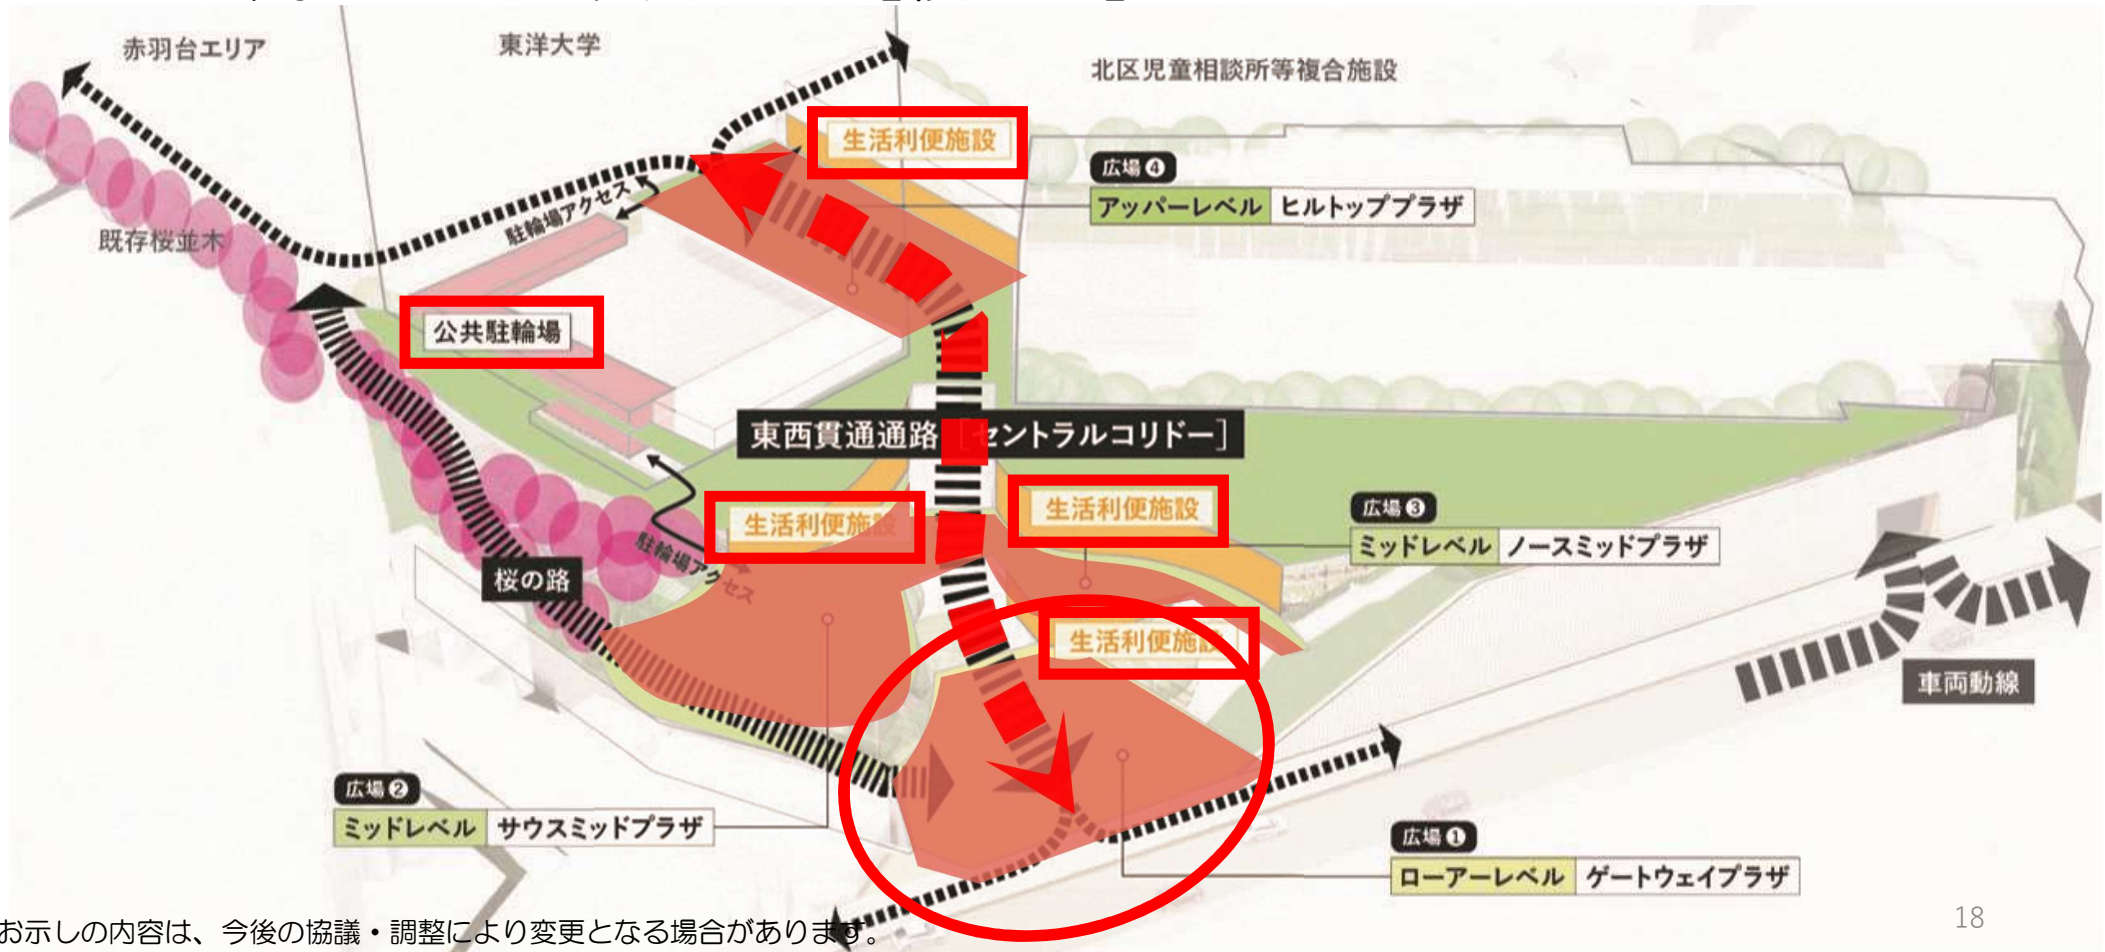 赤羽台エリア
東洋大学
北区児童相談所等複合施設
生活利便施設
広場❹
アッパーレベル ヒルトッププラザ
駐輪場アクセス
既存桜並木
公共駐輪場
東西貫通通路 [セントラルコリドー]
生活利便施設
生活利便施設
広場❸
ミッドレベル ノースミッドプラザ
駐輪場アクセス
桜の路
生活利便施設
車両動線
広場❷
ミッドレベル サウスミッドプラザ
広場❶
ローアーレベル ゲートウェイプラザ
お示しの内容は、今後の協議・調整により変更となる場合があります。
18